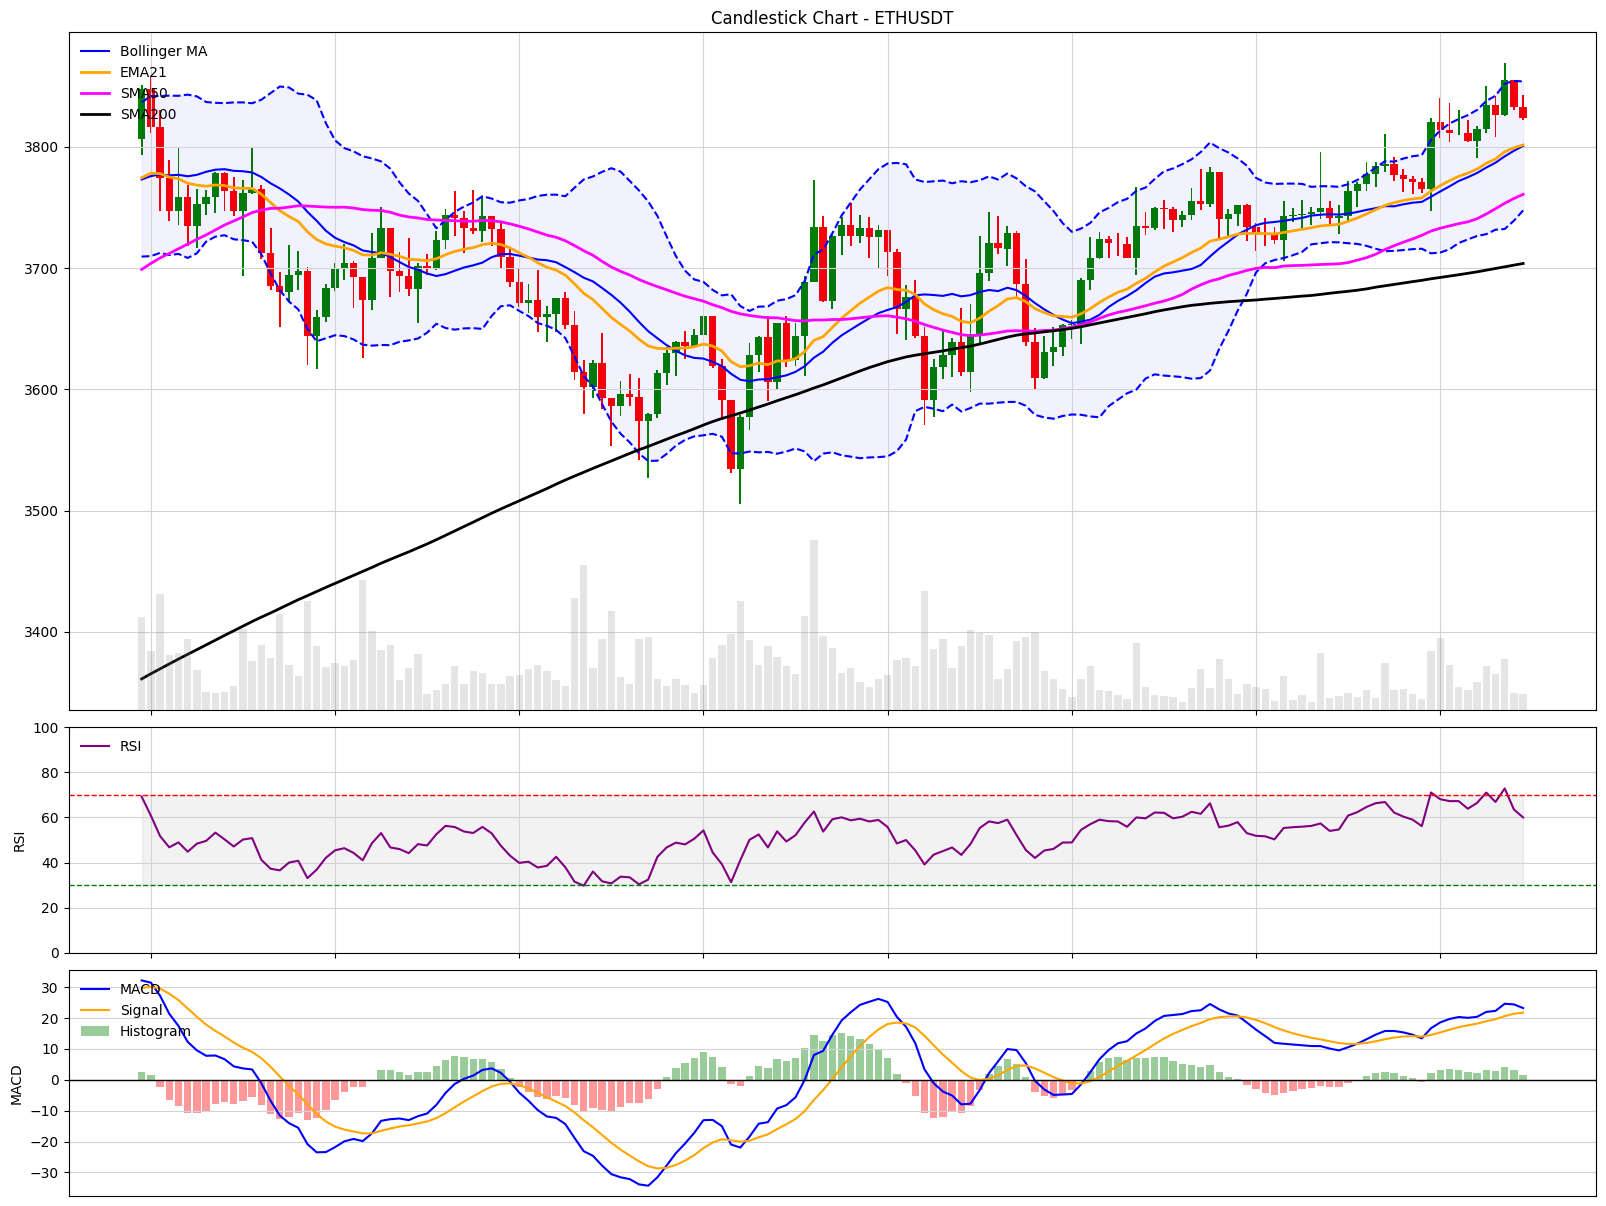 Candlestick Chart - ETHUSDT
Bollinger MA
EMA21
SMA50
SMA200
3800
3700
3600
3500
3400
RSI
100
80
60
40
20
0
RSI
MACD
Signal
Histogram
30
20
10
0
−10
−20
−30
MACD